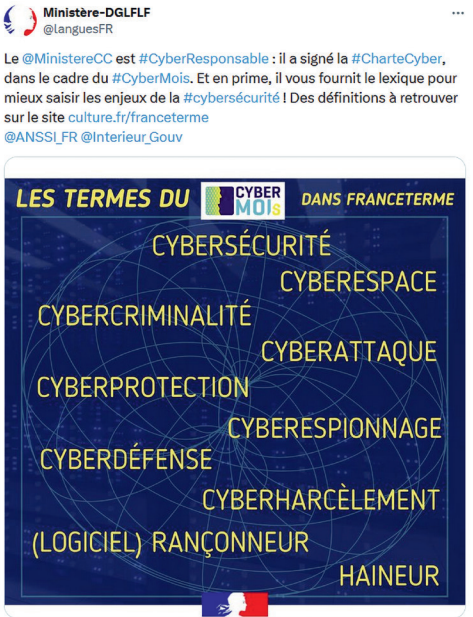 Ministère-DGLFLF
@languesFR
Le @MinistereCC est #CyberResponsable : il a signé la #CharteCyber,
dans le cadre du #CyberMois. Et en prime, il vous fournit le lexique pour
mieux saisir les enjeux de la #cybersécurité ! Des définitions à retrouver
sur le site culture.fr/franceterme
@ANSSI_FR @Interieur_Gouv
LES TERMES DU CYBER MOIs DANS FRANCETERME
CYBERSÉCURITÉ
CYBERESPACE
CYBERCRIMINALITÉ
CYBERATTAQUE
CYBERPROTECTION
CYBERESPIONNAGE
CYBERDÉFENSE
CYBERHARCÈLEMENT
(LOGICIEL) RANÇONNEUR
HAINEUR